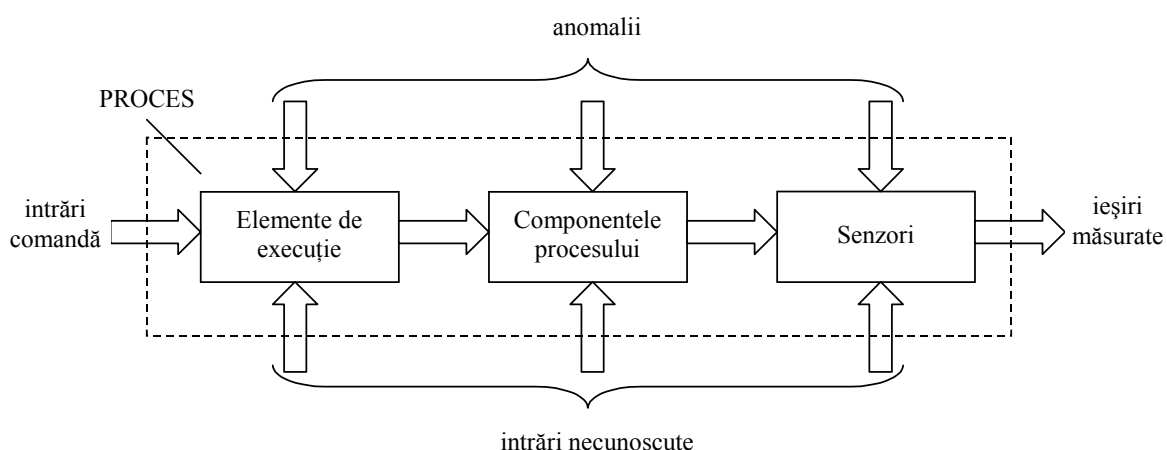 anomalii
PROCES
intrări
comandă
Elemente de
execuție
Componentele
procesului
Senzori
ieşiri
măsurate
intrări necunoscute